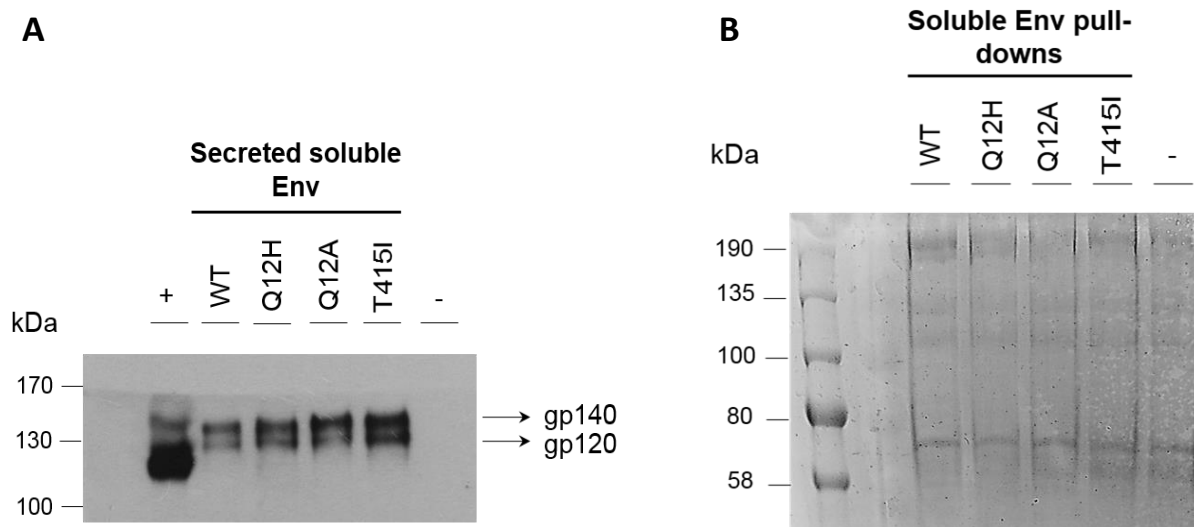 A
Secreted soluble
Env
+
WT
Q12H
Q12A
T415I
-
kDa
170
130
100
gp140
gp120
B
Soluble Env pull-
downs
WT
Q12H
Q12A
T415I
-
kDa
190
135
100
80
58